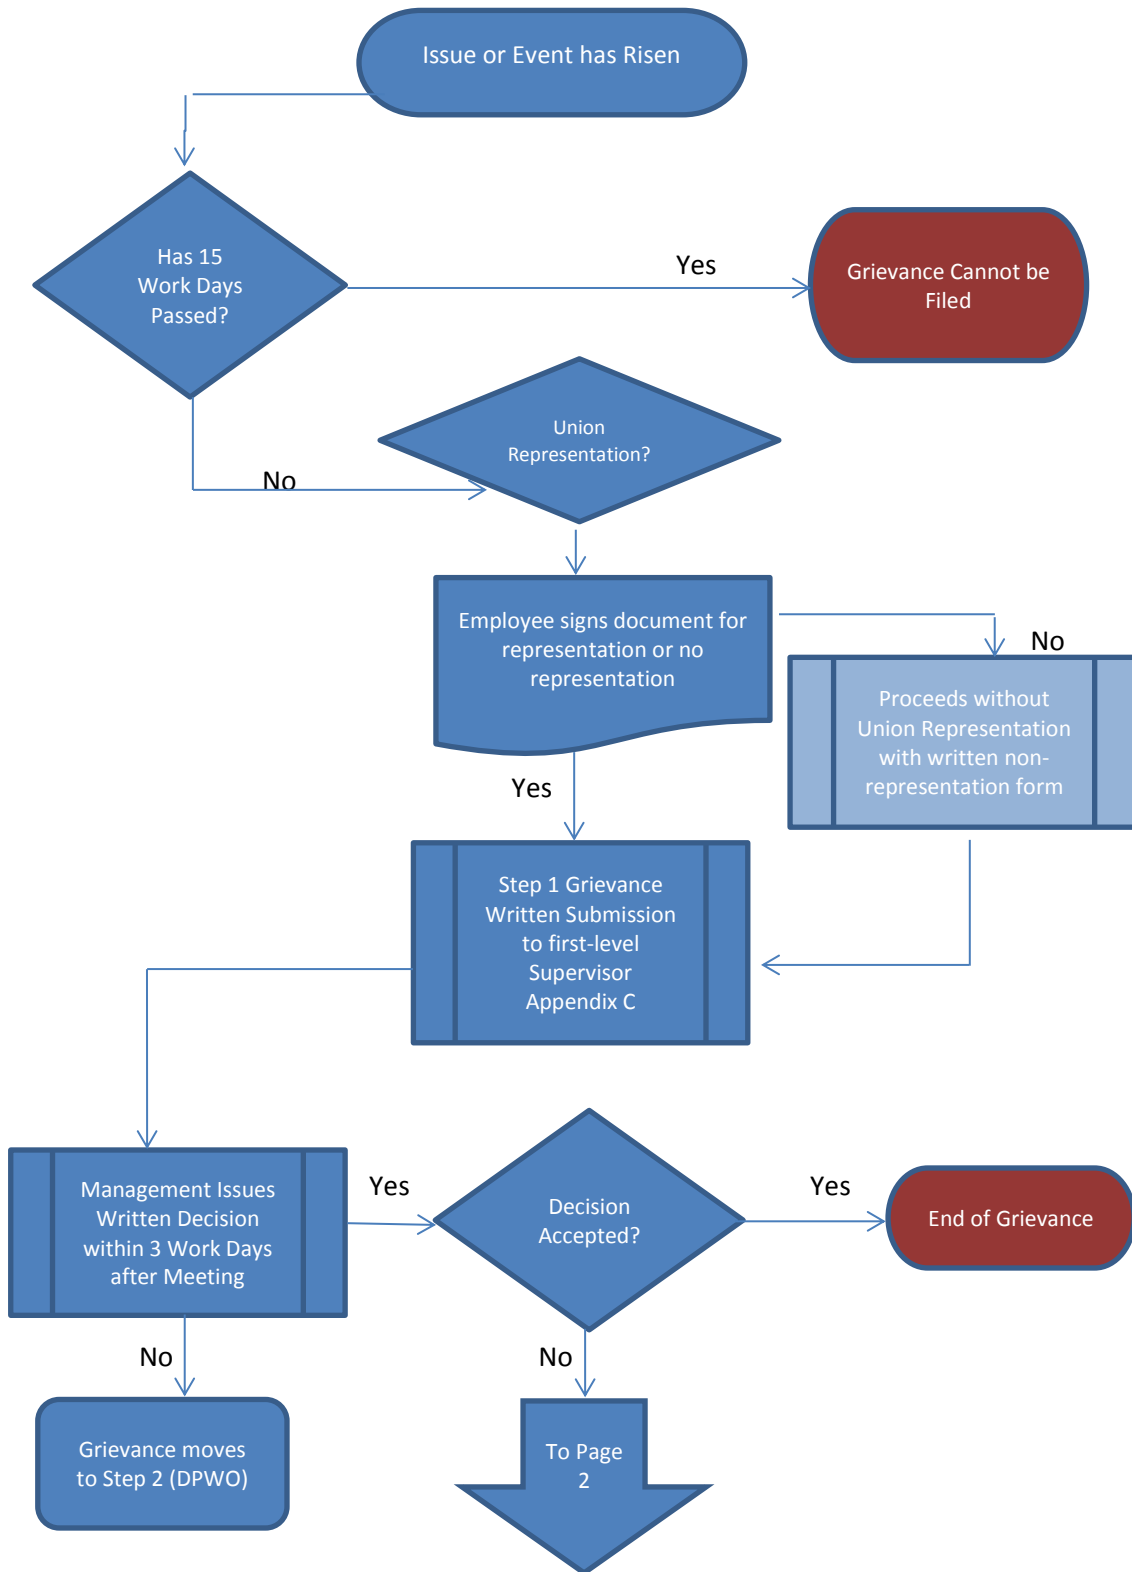 Issue or Event has Risen
Has 15
Work Days
Passed?
Yes
Grievance Cannot be
Filed
Union
Representation?
No
Employee signs document for
representation or no
representation
No
Proceeds without
Union Representation
with written non-
representation form
Yes
Step 1 Grievance
Written Submission
to first-level
Supervisor
Appendix C
Management Issues
Written Decision
within 3 Work Days
after Meeting
Yes
Decision
Accepted?
Yes
End of Grievance
No
Grievance moves
to Step 2 (DPWO)
No
To Page
2